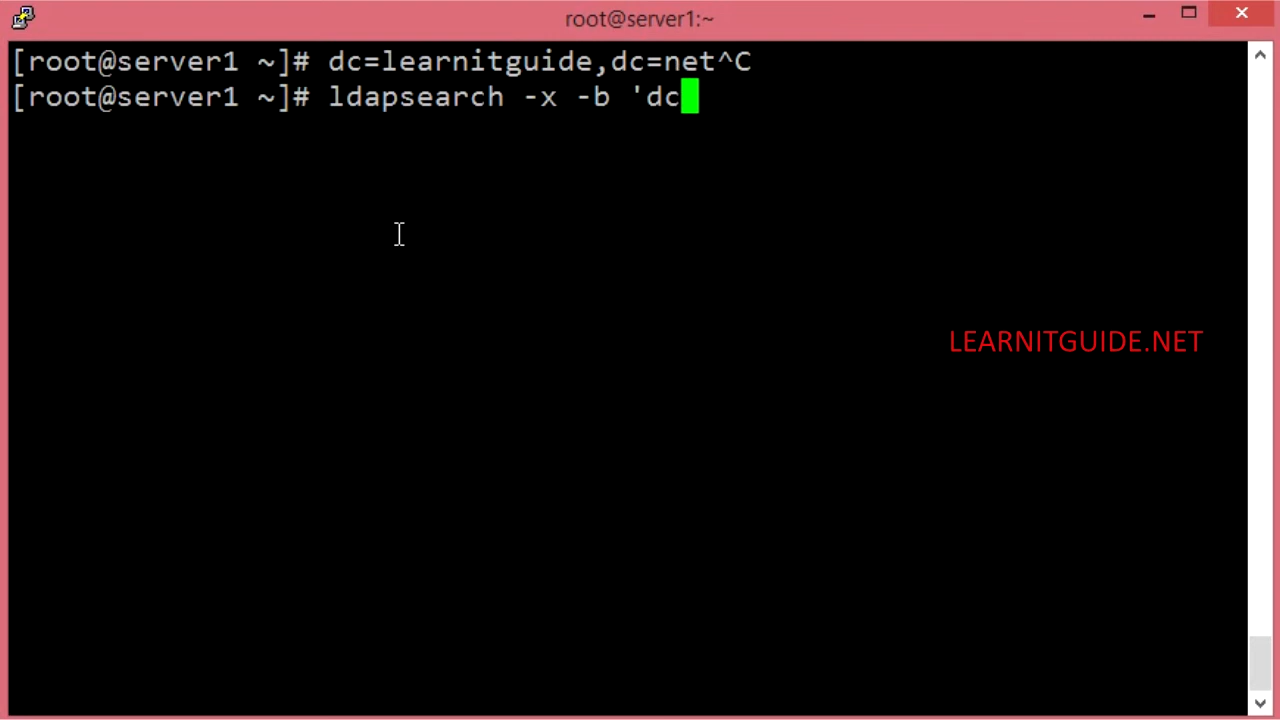 root@server1:~
[root@server1 ~]# dc=learnitguide,dc=net^C
[root@server1 ~]# ldapsearch -x -b 'dc
LEARNITGUIDE.NET